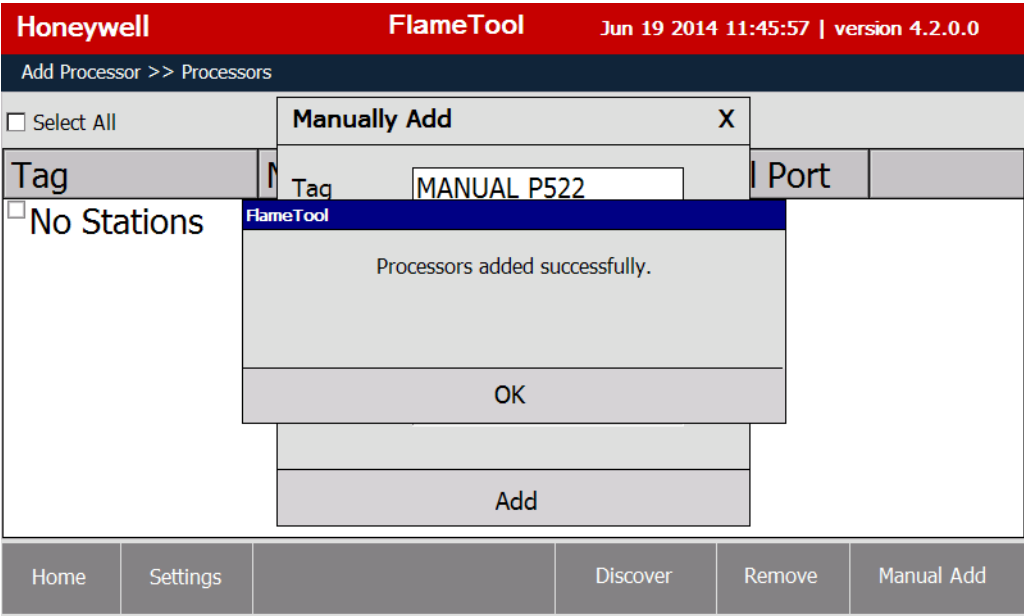 Honeywell FlameTool Jun 19 2014 11:45:57 | version 4.2.0.0
Add Processor >> Processors
Select All
Manually Add X
Tag Port
Tag MANUAL P522
No Stations
FlameTool
Processors added successfully.
OK
Add
Home Settings Discover Remove Manual Add